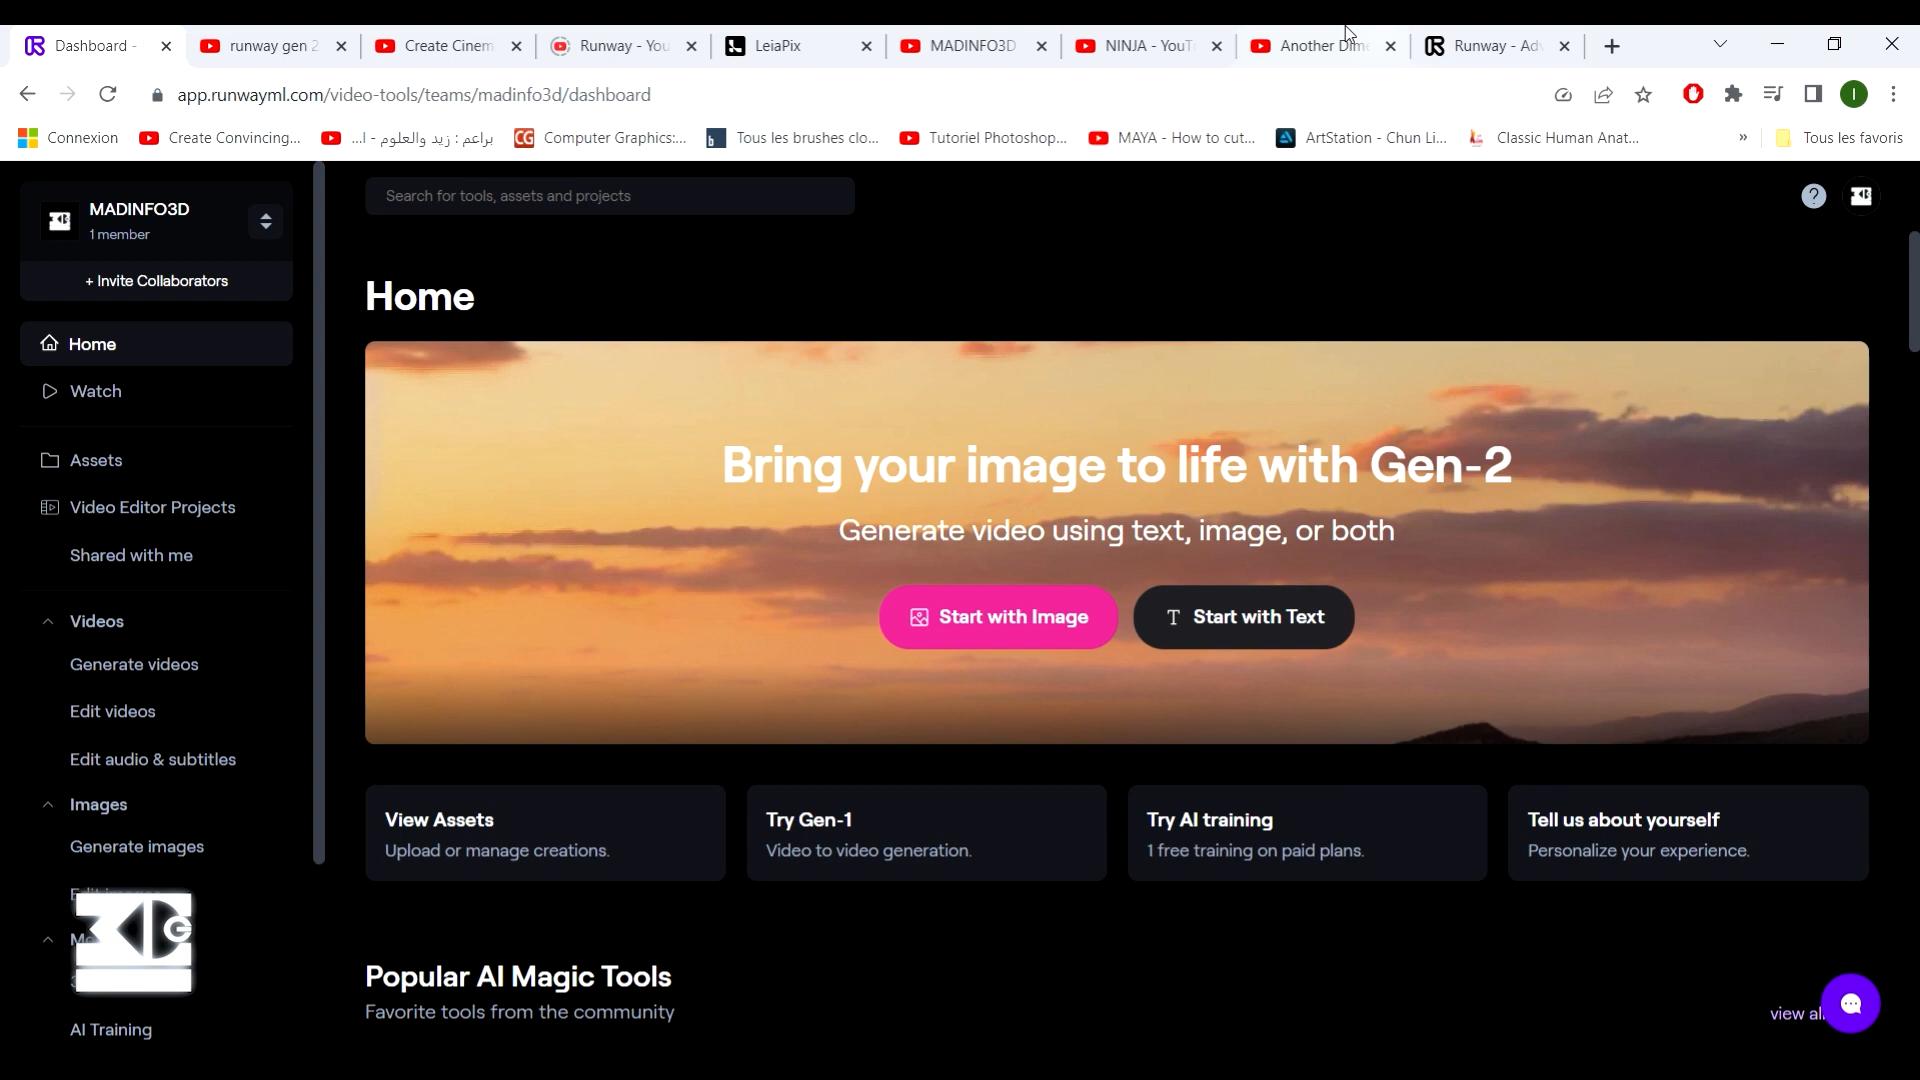 Dashboard -
runway gen 2
Create Cinem
Runway - You
LeiaPix
MADINFO3D
NINJA - YouT
Another Dime
Runway - Adv
app.runwayml.com/video-tools/teams/madinfo3d/dashboard
Connexion
Create Convincing...
براعم : زيد والعلوم - ا...
CG
Computer Graphics:...
Tous les brushes clo...
Tutoriel Photoshop...
MAYA - How to cut...
ArtStation - Chun Li...
Classic Human Anat...
»
Tous les favoris
I
MADINFO3D
1 member
+ Invite Collaborators
Search for tools, assets and projects
?
Home
Watch
Assets
Video Editor Projects
Shared with me
Videos
Generate videos
Edit videos
Edit audio & subtitles
Images
Generate images
AI Training
Home
Bring your image to life with Gen-2
Generate video using text, image, or both
Start with Image
T Start with Text
View Assets
Upload or manage creations.
Try Gen-1
Video to video generation.
Try AI training
1 free training on paid plans.
Tell us about yourself
Personalize your experience.
Popular AI Magic Tools
Favorite tools from the community
view all